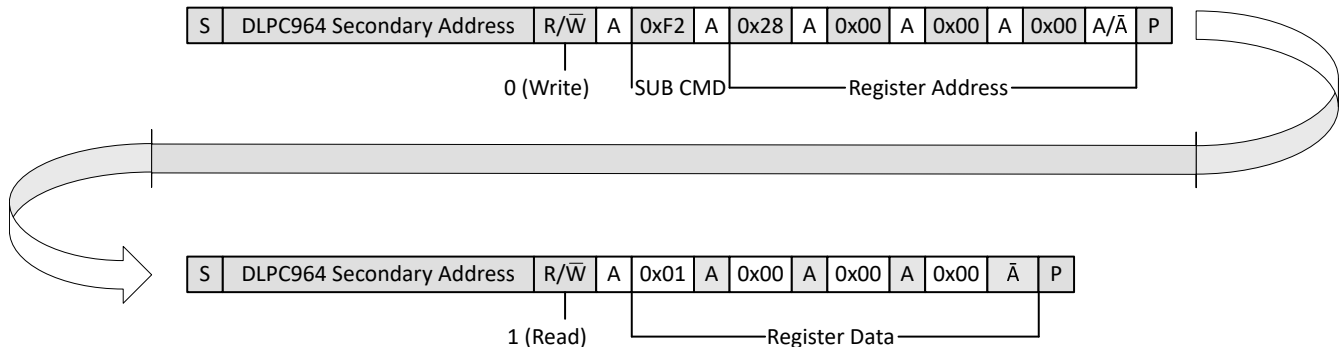 S DLPC964 Secondary Address R/W̅ A 0xF2 A 0x28 A 0x00 A 0x00 A 0x00 A/Ā P
0 (Write) SUB CMD Register Address
S DLPC964 Secondary Address R/W̅ A 0x01 A 0x00 A 0x00 A 0x00 Ā P
1 (Read) Register Data